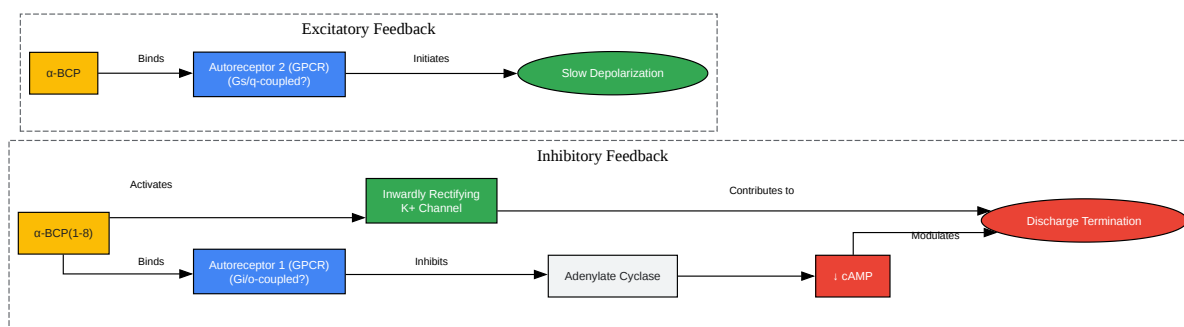 Excitatory Feedback
α-BCP
Binds
Autoreceptor 2 (GPCR)
(Gs/q-coupled?)
Initiates
Slow Depolarization
Inhibitory Feedback
Activates
Inwardly Rectifying
K+ Channel
Contributes to
Discharge Termination
α-BCP(1-8)
Binds
Autoreceptor 1 (GPCR)
(Gi/o-coupled?)
Inhibits
Adenylate Cyclase
↓ cAMP
Modulates